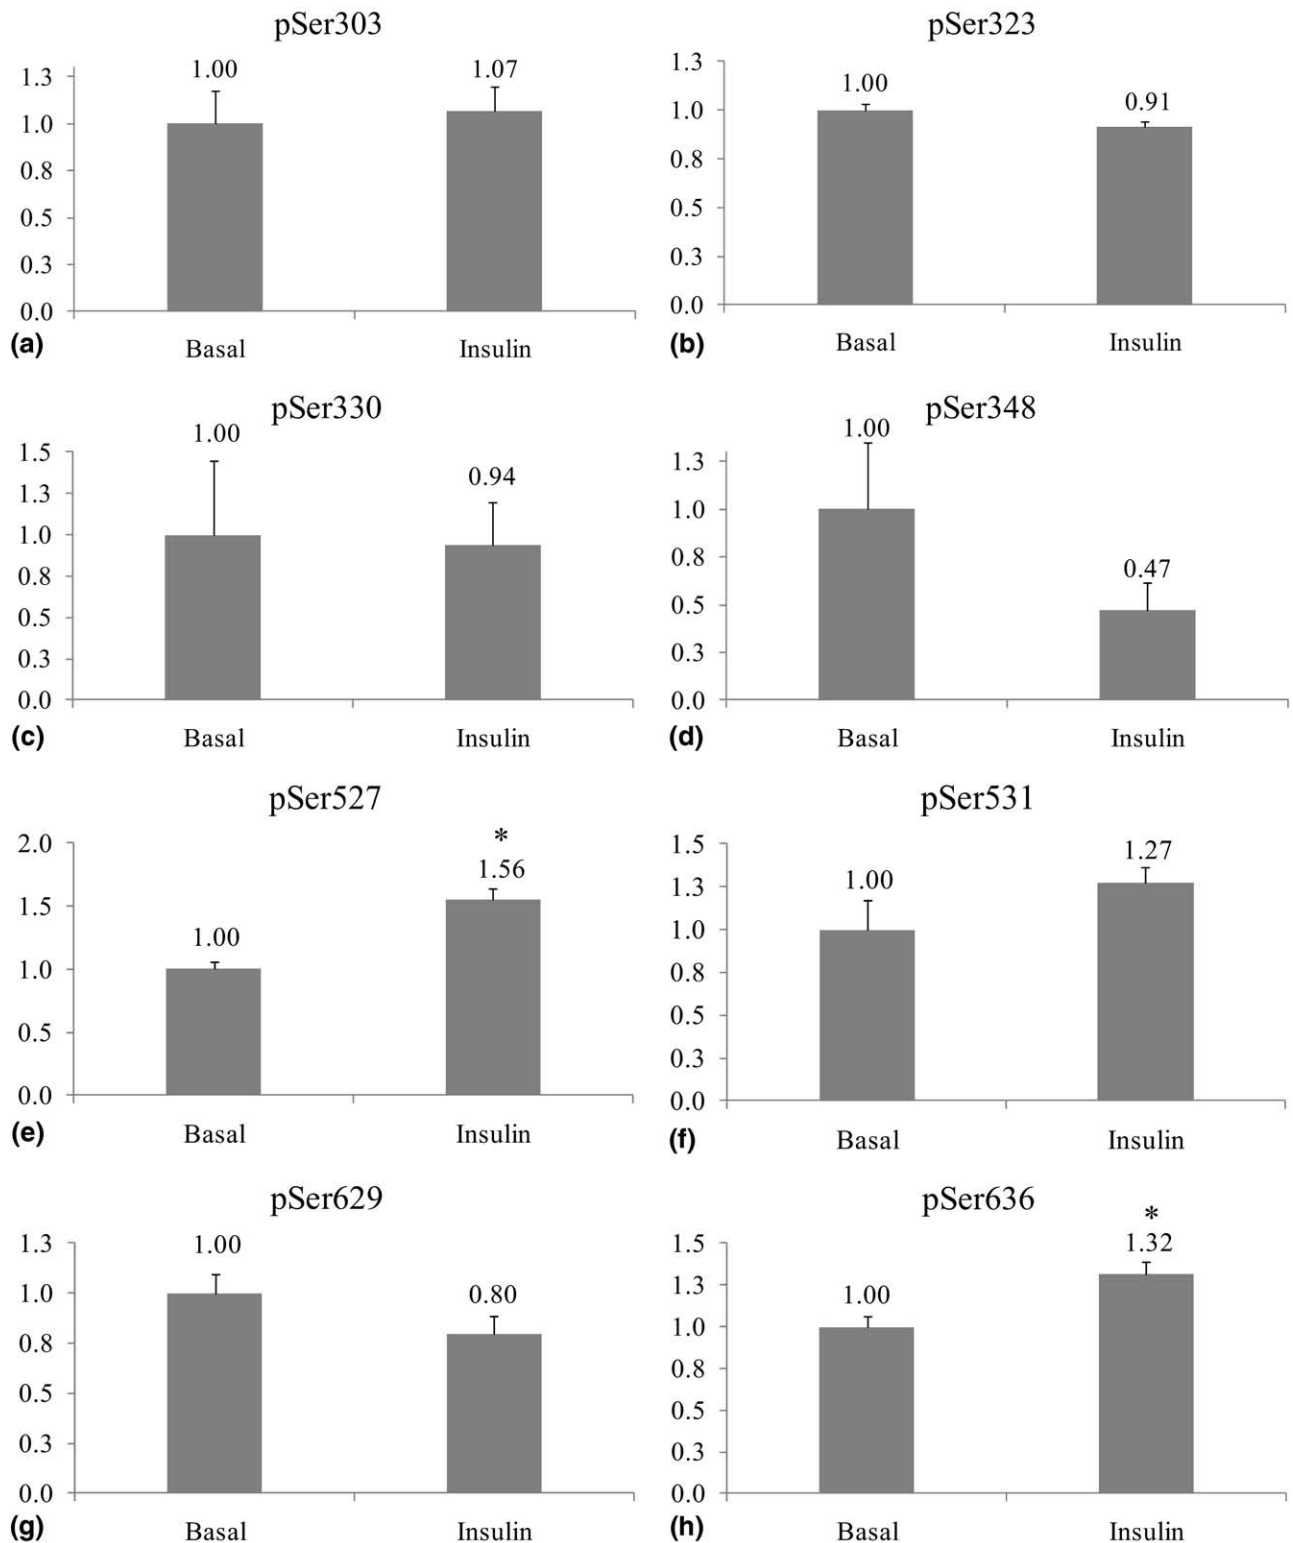 pSer303
1.00
1.07
1.3
1.0
0.8
0.5
0.3
0.0
Basal
Insulin
(a)
pSer323
1.00
0.91
1.3
1.0
0.8
0.5
0.3
0.0
Basal
Insulin
(b)
pSer330
1.00
0.94
1.5
1.3
1.0
0.8
0.5
0.3
0.0
Basal
Insulin
(c)
pSer348
1.00
0.47
1.3
1.0
0.8
0.5
0.3
0.0
Basal
Insulin
(d)
pSer527
*
1.00
1.56
2.0
1.5
1.0
0.5
0.0
Basal
Insulin
(e)
pSer531
1.00
1.27
1.5
1.3
1.0
0.8
0.5
0.3
0.0
Basal
Insulin
(f)
pSer629
1.00
0.80
1.3
1.0
0.8
0.5
0.3
0.0
Basal
Insulin
(g)
pSer636
*
1.00
1.32
1.5
1.3
1.0
0.8
0.5
0.3
0.0
Basal
Insulin
(h)